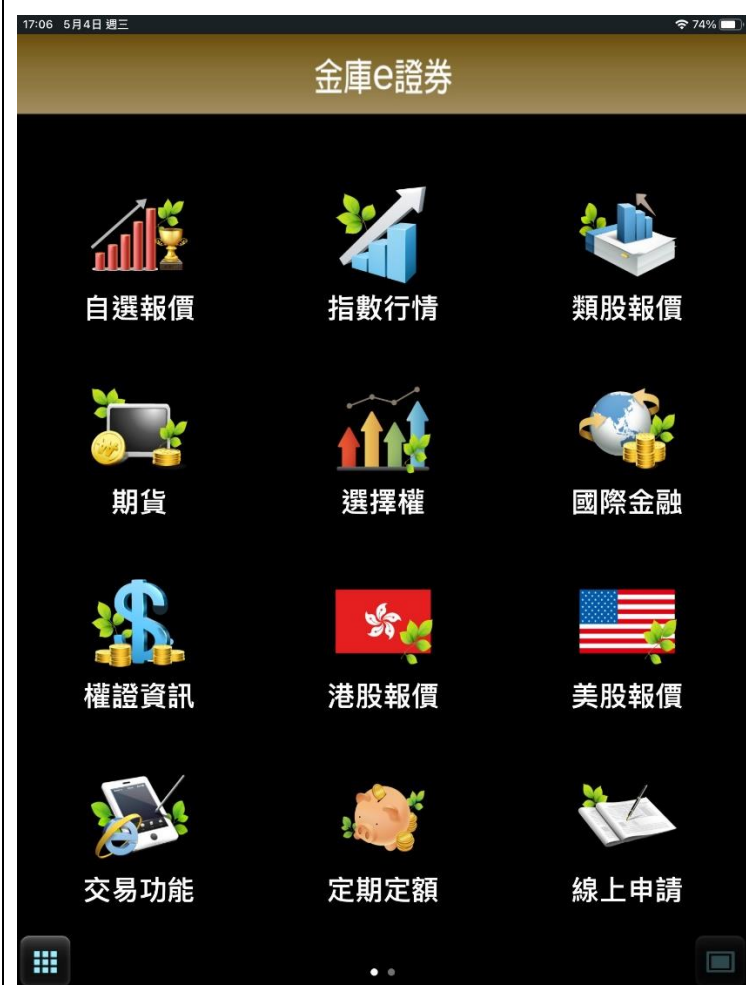 17:06 5月4日 週三 74%
金庫e證券
自選報價 指數行情 類股報價
期貨 選擇權 國際金融
權證資訊 港股報價 美股報價
交易功能 定期定額 線上申請